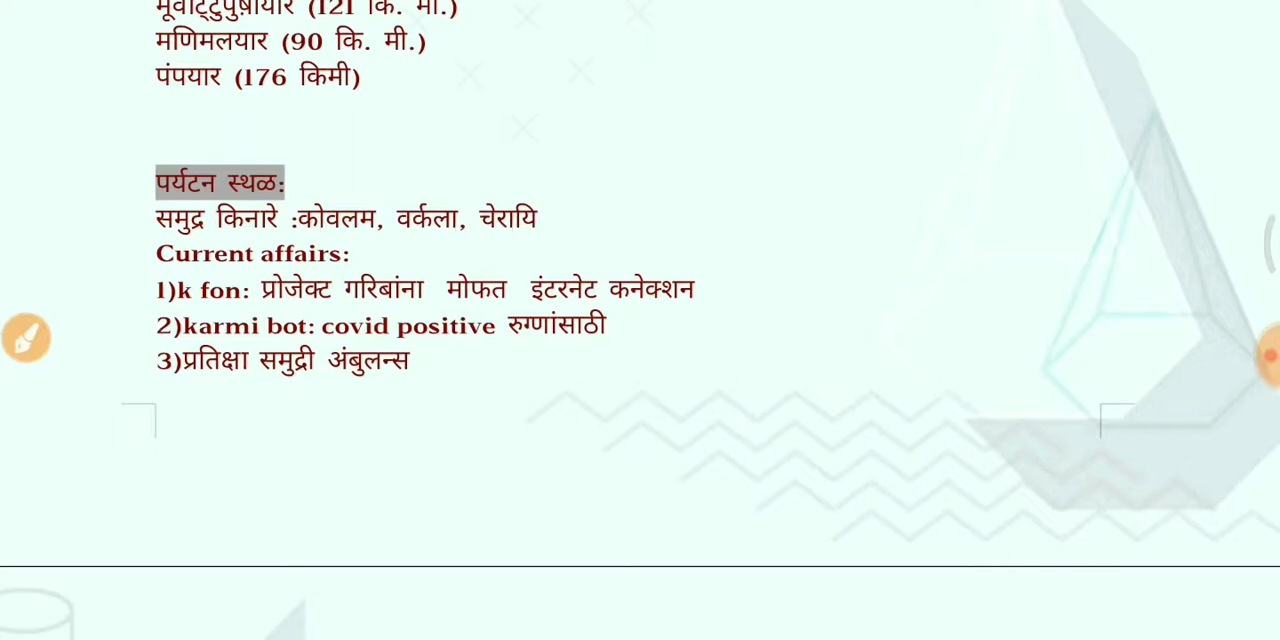 मूवाट्टुपुषायार (121 कि. मी.)
मणिमलयार (90 कि. मी.)
पंपयार (176 किमी)
पर्यटन स्थळ:
समुद्र किनारे :कोवलम, वर्कला, चेरायि
Current affairs:
1)k fon: प्रोजेक्ट गरिबांना मोफत इंटरनेट कनेक्शन
2)karmi bot: covid positive रुग्णांसाठी
3)प्रतिक्षा समुद्री अंबुलन्स